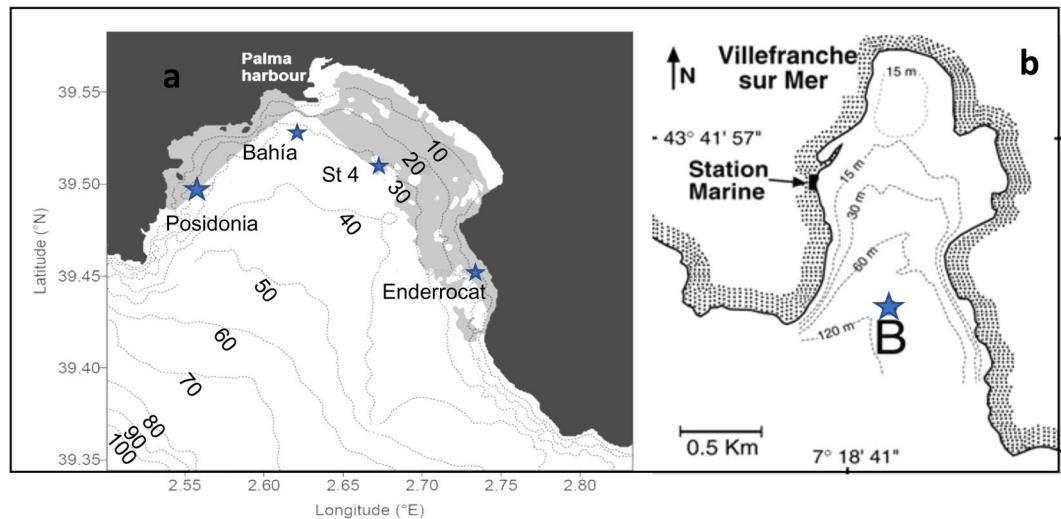 a
Palma
harbour
39.55
39.50
39.45
39.40
39.35
Latitude (°N)
Bahía
St 4
Posidonia
Enderrocat
10
20
30
40
50
60
70
80
90
100
2.55
2.60
2.65
2.70
2.75
2.80
Longitude (°E)
b
N
Villefranche
sur Mer
15 m
43° 41' 57"
Station
Marine
15 m
30 m
60 m
120 m
B
0.5 Km
7° 18' 41"